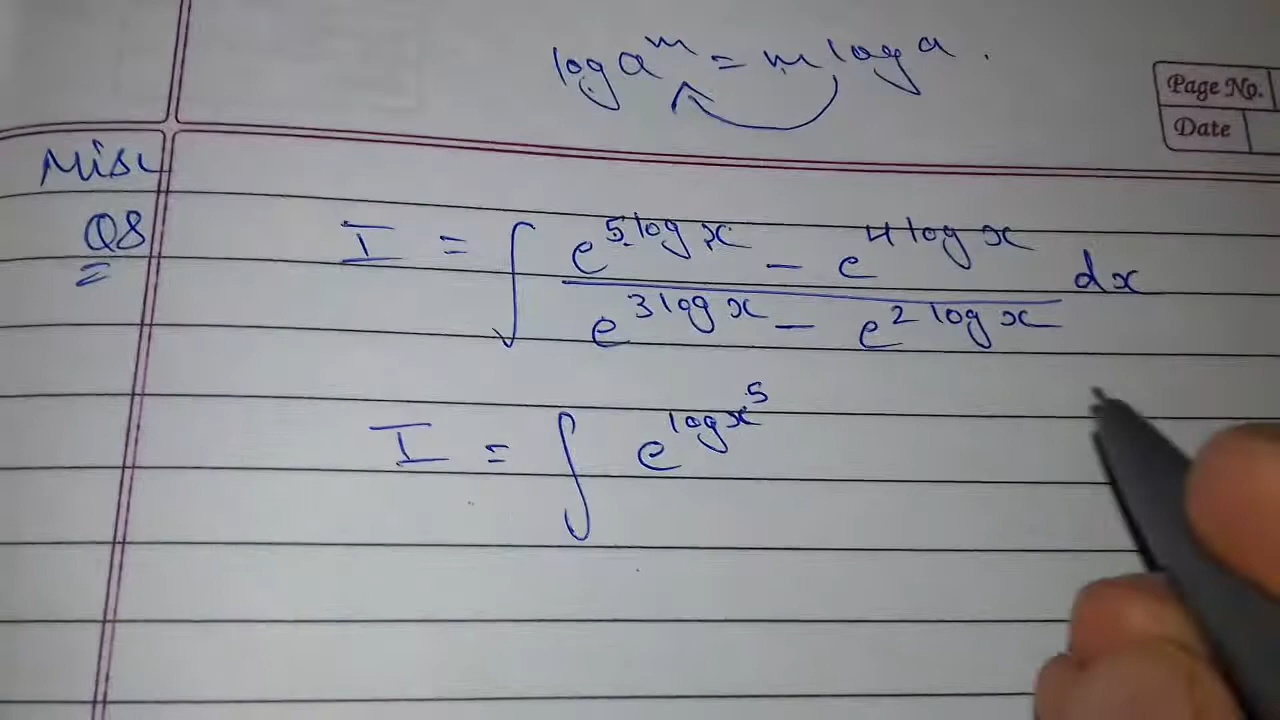 log a^m = m log a.
Page No.
Date
Misc
Q8
I = ∫ (e^(5 log x) - e^(4 log x)) / (e^(3 log x) - e^(2 log x)) dx
I = ∫ e^(log x^5)